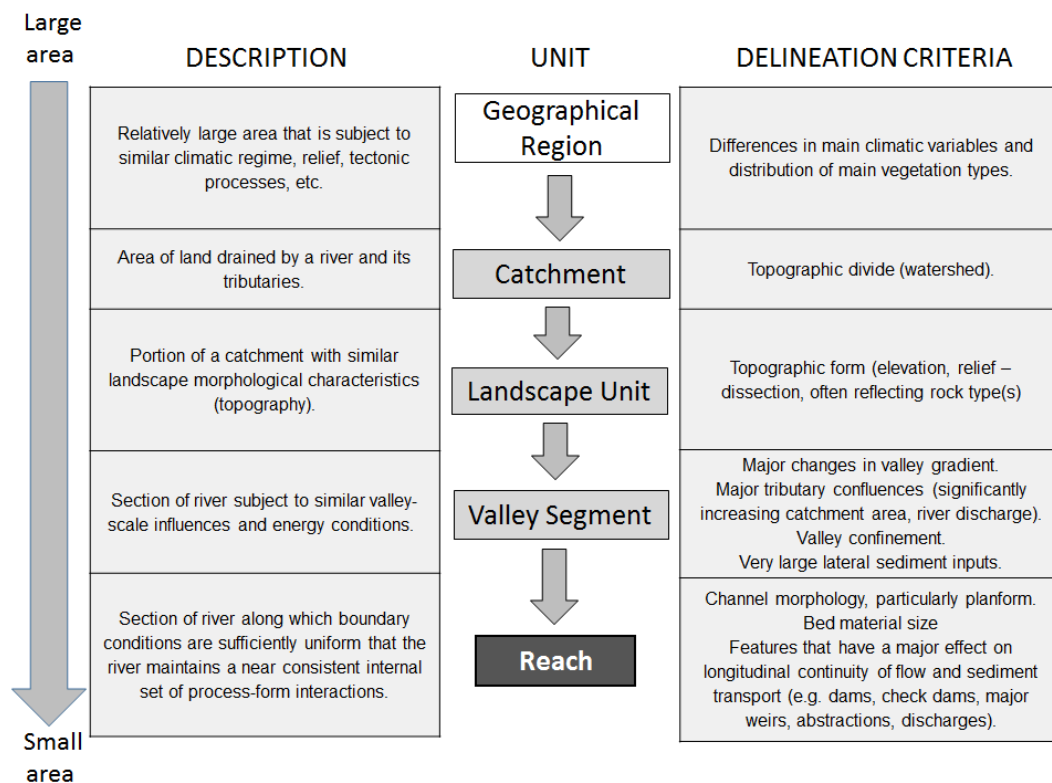 Large
area
DESCRIPTION
UNIT
DELINEATION CRITERIA
Relatively large area that is subject to
similar climatic regime, relief, tectonic
processes, etc.
Geographical
Region
Differences in main climatic variables and
distribution of main vegetation types.
Area of land drained by a river and its
tributaries.
Catchment
Topographic divide (watershed).
Portion of a catchment with similar
landscape morphological characteristics
(topography).
Landscape Unit
Topographic form (elevation, relief –
dissection, often reflecting rock type(s)
Section of river subject to similar valley-
scale influences and energy conditions.
Valley Segment
Major changes in valley gradient.
Major tributary confluences (significantly
increasing catchment area, river discharge).
Valley confinement.
Very large lateral sediment inputs.
Section of river along which boundary
conditions are sufficiently uniform that the
river maintains a near consistent internal
set of process-form interactions.
Reach
Channel morphology, particularly planform.
Bed material size
Features that have a major effect on
longitudinal continuity of flow and sediment
transport (e.g. dams, check dams, major
weirs, abstractions, discharges).
Small
area